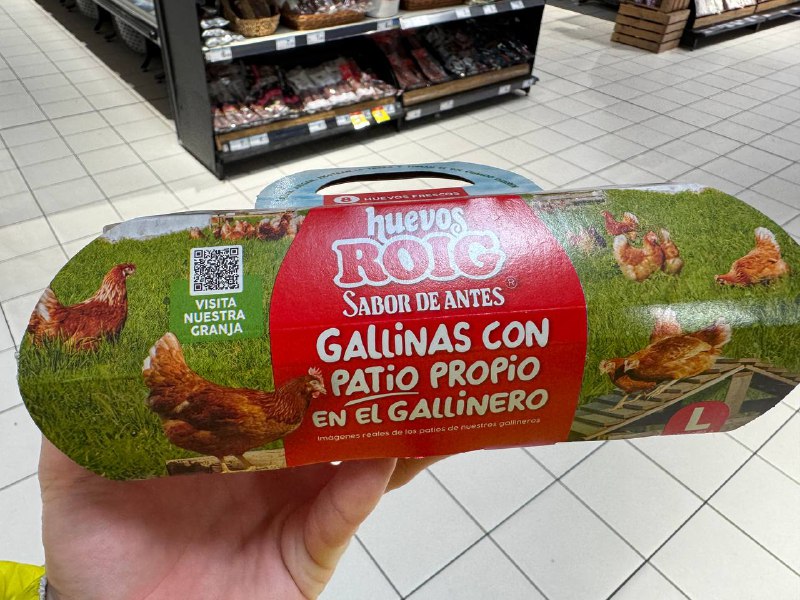 8 HUEVOS FRESCOS
huevos
ROIG®
SABOR DE ANTES
GALLINAS CON
PATIO PROPIO
EN EL GALLINERO
Imágenes reales de los patios de nuestros gallineros
VISITA
NUESTRA
GRANJA
L